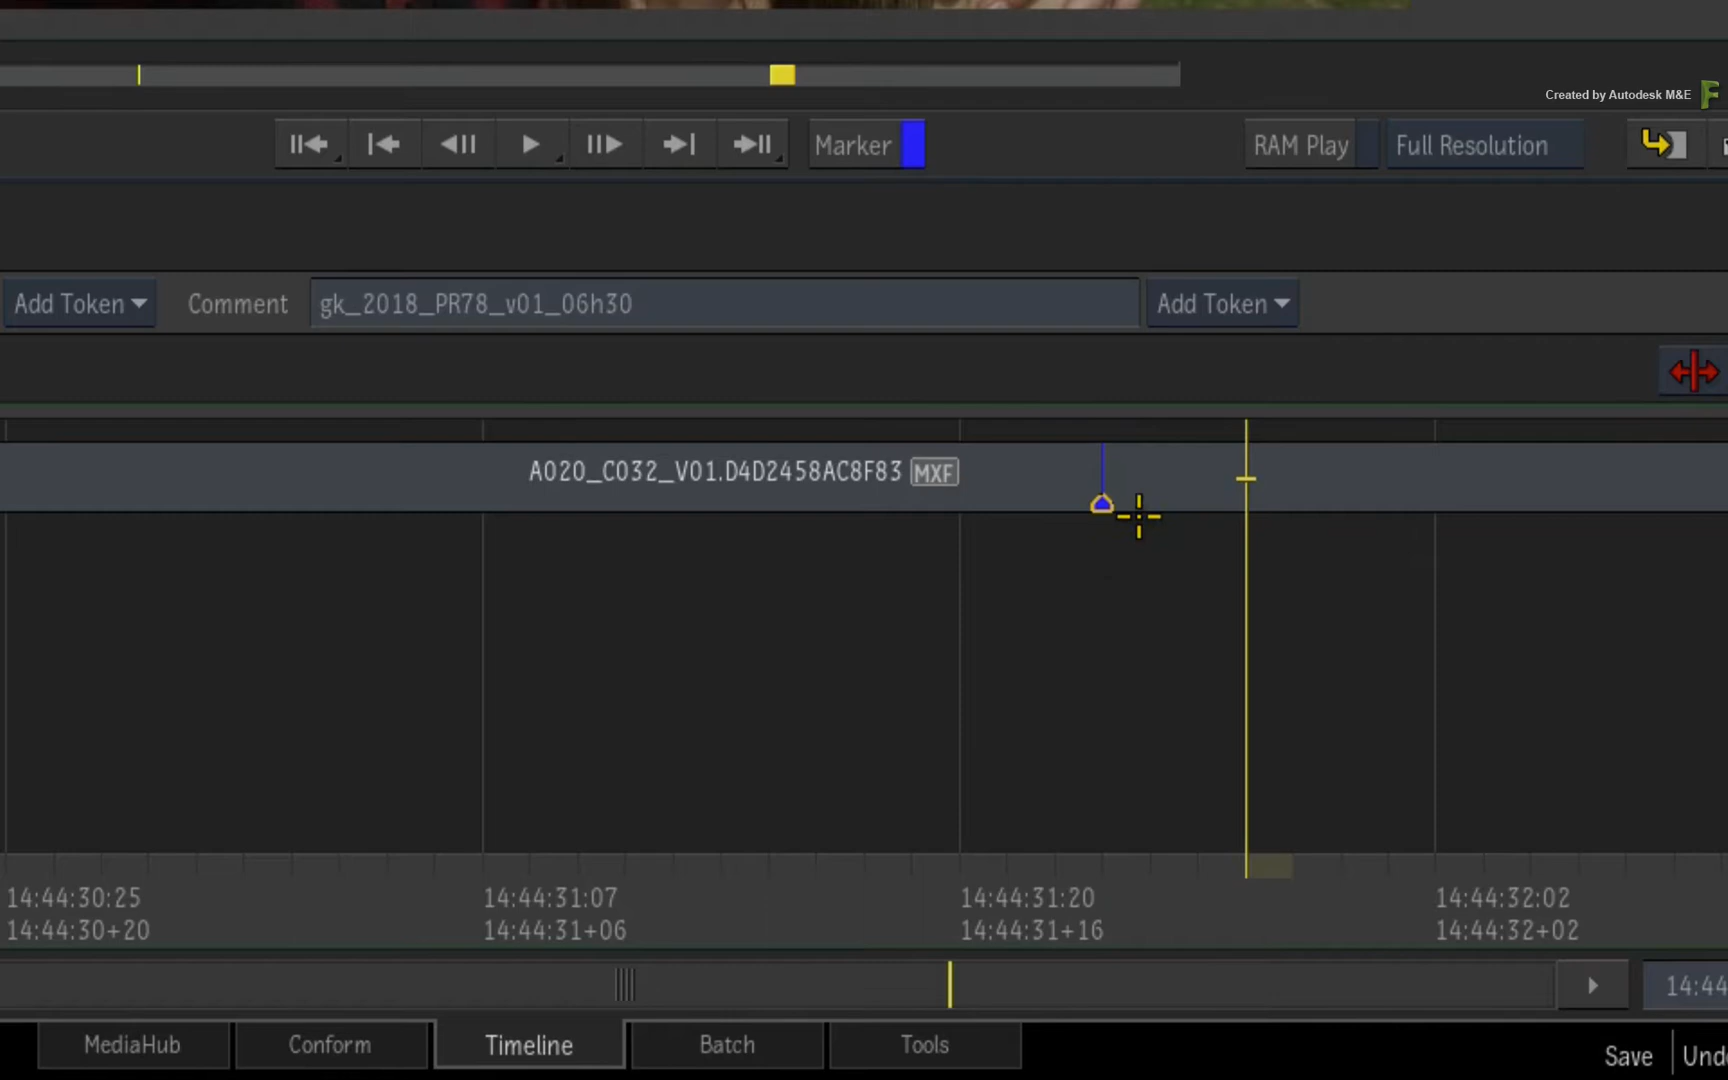 Created by Autodesk M&E
Marker
RAM Play
Full Resolution
Add Token
Comment
gk_2018_PR78_v01_06h30
Add Token
A020_C032_V01.D4D2458AC8F83 MXF
14:44:30:25
14:44:31:07
14:44:31:20
14:44:32:02
14:44:30+20
14:44:31+06
14:44:31+16
14:44:32+02
14:44
MediaHub
Conform
Timeline
Batch
Tools
Save
Und